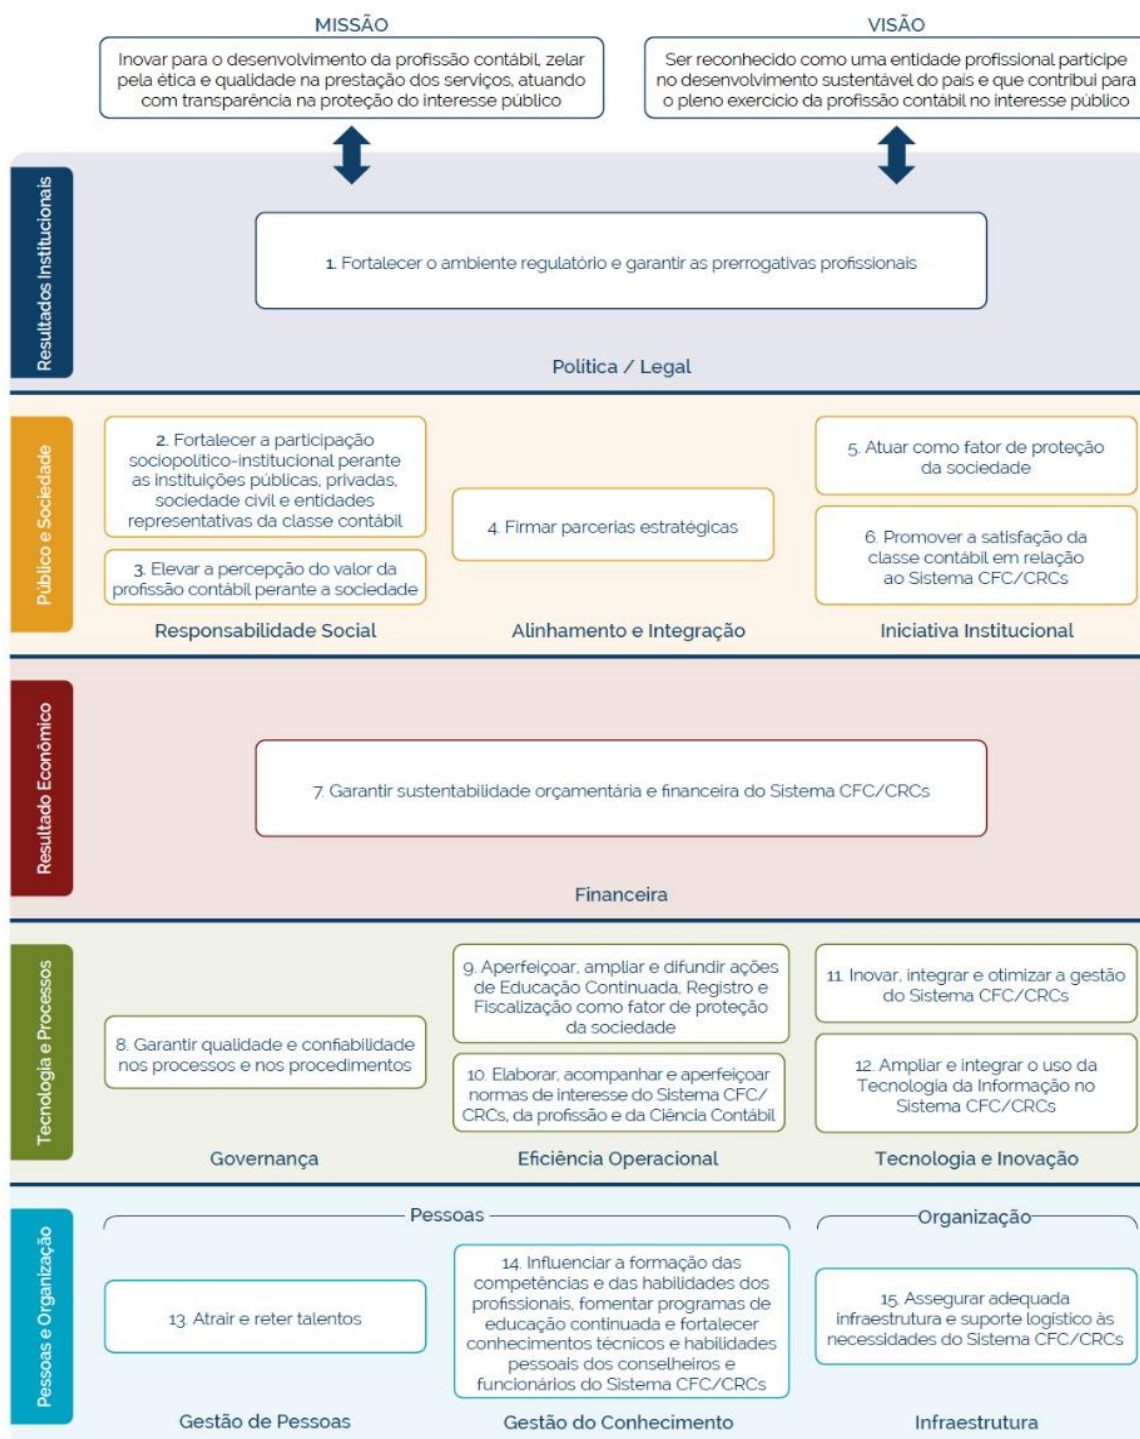 MISSÃO
Inovar para o desenvolvimento da profissão contábil, zelar
pela ética e qualidade na prestação dos serviços, atuando
com transparência na proteção do interesse público
VISÃO
Ser reconhecido como uma entidade profissional partícipe
no desenvolvimento sustentável do país e que contribui para
o pleno exercício da profissão contábil no interesse público
Resultados Institucionais
1. Fortalecer o ambiente regulatório e garantir as prerrogativas profissionais
Política / Legal
Público e Sociedade
2. Fortalecer a participação
sociopolítico-institucional perante
as instituições públicas, privadas,
sociedade civil e entidades
representativas da classe contábil
3. Elevar a percepção do valor da
profissão contábil perante a sociedade
Responsabilidade Social
4. Firmar parcerias estratégicas
Alinhamento e Integração
5. Atuar como fator de proteção
da sociedade
6. Promover a satisfação da
classe contábil em relação
ao Sistema CFC/CRCs
Iniciativa Institucional
Resultado Econômico
7. Garantir sustentabilidade orçamentária e financeira do Sistema CFC/CRCs
Financeira
Tecnologia e Processos
8. Garantir qualidade e confiabilidade
nos processos e nos procedimentos
Governança
9. Aperfeiçoar, ampliar e difundir ações
de Educação Continuada, Registro e
Fiscalização como fator de proteção
da sociedade
10. Elaborar, acompanhar e aperfeiçoar
normas de interesse do Sistema CFC/
CRCs, da profissão e da Ciência Contábil
Eficiência Operacional
11. Inovar, integrar e otimizar a gestão
do Sistema CFC/CRCs
12. Ampliar e integrar o uso da
Tecnologia da Informação no
Sistema CFC/CRCs
Tecnologia e Inovação
Pessoas e Organização
Pessoas
13. Atrair e reter talentos
Gestão de Pessoas
14. Influenciar a formação das
competências e das habilidades dos
profissionais, fomentar programas de
educação continuada e fortalecer
conhecimentos técnicos e habilidades
pessoais dos conselheiros e
funcionários do Sistema CFC/CRCs
Gestão do Conhecimento
Organização
15. Assegurar adequada
infraestrutura e suporte logístico às
necessidades do Sistema CFC/CRCs
Infraestrutura